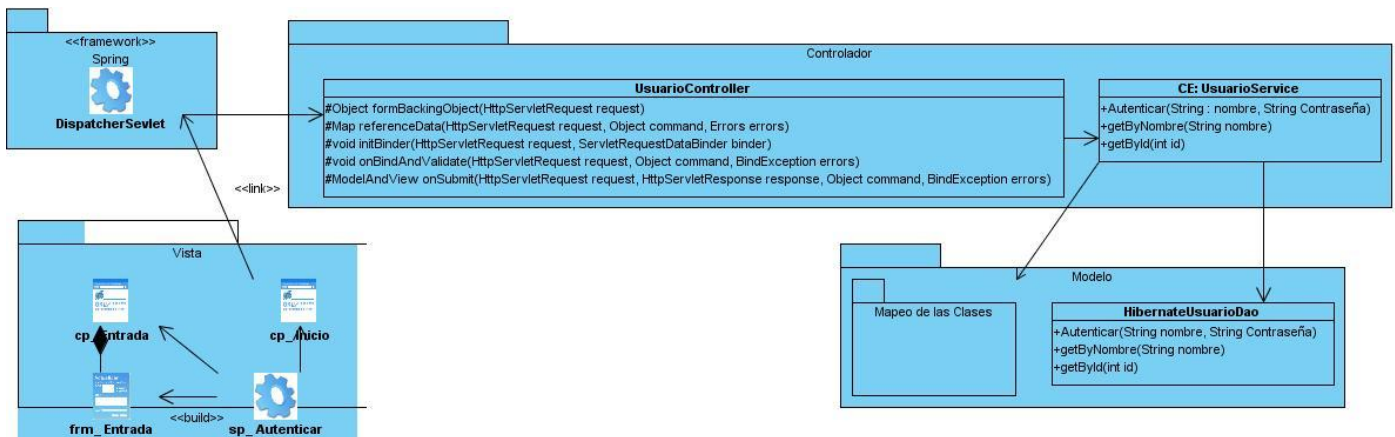 <<framework>>
Spring
DispatcherSevlet
Controlador
UsuarioController
#Object formBackingObject(HttpServletRequest request)
#Map referenceData(HttpServletRequest request, Object command, Errors errors)
#void initBinder(HttpServletRequest request, ServletRequestDataBinder binder)
#void onBindAndValidate(HttpServletRequest request, Object command, BindException errors)
#ModelAndView onSubmit(HttpServletRequest request, HttpServletResponse response, Object command, BindException errors)
CE: UsuarioService
+Autenticar(String : nombre, String Contraseña)
+getByNombre(String nombre)
+getById(int id)
<<link>>
Vista
cp_Entrada
cp_Inicio
<<build>>
frm_Entrada
sp_Autenticar
Modelo
Mapeo de las Clases
HibernateUsuarioDao
+Autenticar(String nombre, String Contraseña)
+getByNombre(String nombre)
+getById(int id)